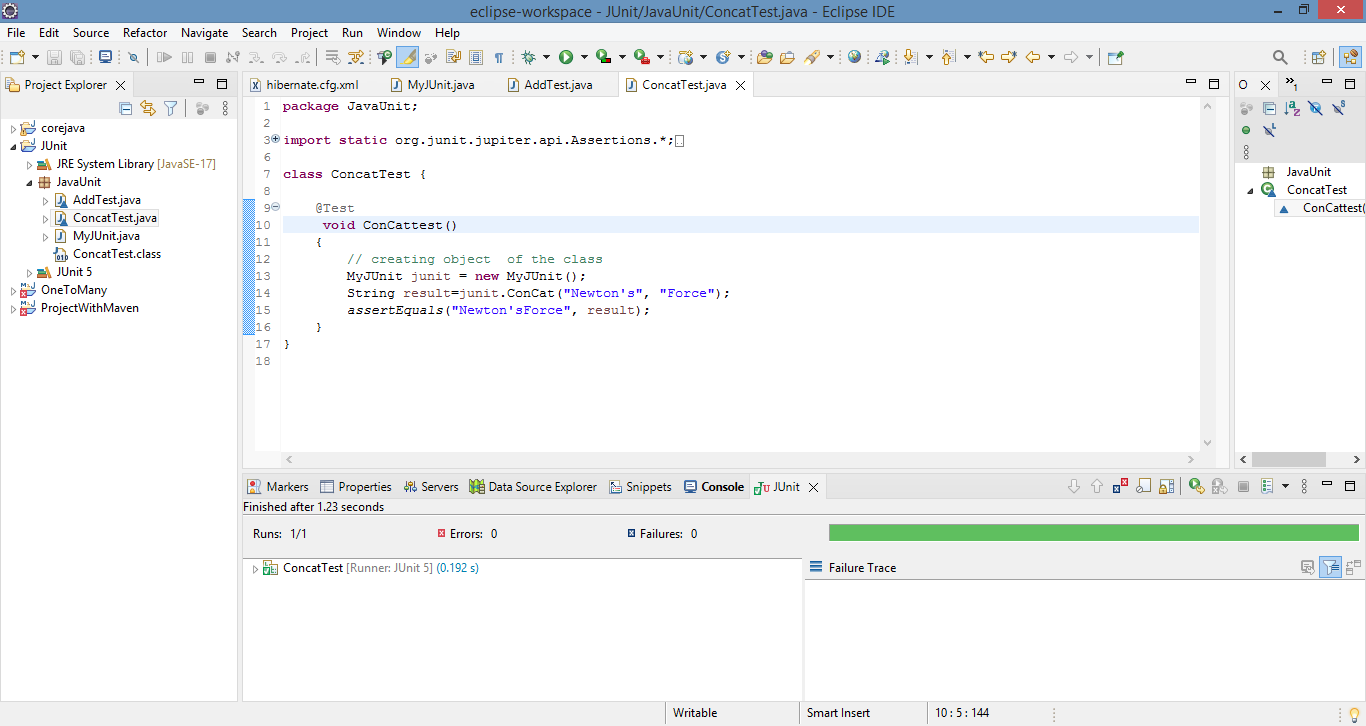 eclipse-workspace - JUnit/JavaUnit/ConcatTest.java - Eclipse IDE
File Edit Source Refactor Navigate Search Project Run Window Help
Project Explorer
corejava
JUnit
JRE System Library [JavaSE-17]
JavaUnit
AddTest.java
ConcatTest.java
MyJUnit.java
ConcatTest.class
JUnit 5
OneToMany
ProjectWithMaven
hibernate.cfg.xml MyJUnit.java AddTest.java ConcatTest.java
1 package JavaUnit;
2
3 import static org.junit.jupiter.api.Assertions.*;
6
7 class ConcatTest {
8
9 @Test
10 void ConCattest()
11 {
12 // creating object  of the class
13 MyJUnit junit = new MyJUnit();
14 String result=junit.ConCat("Newton's", "Force");
15 assertEquals("Newton'sForce", result);
16 }
17 }
18
O
JavaUnit
ConcatTest
ConCattest(
Markers Properties Servers Data Source Explorer Snippets Console JUnit
Finished after 1.23 seconds
Runs: 1/1 Errors: 0 Failures: 0
ConcatTest [Runner: JUnit 5] (0.192 s)
Failure Trace
Writable Smart Insert 10 : 5 : 144